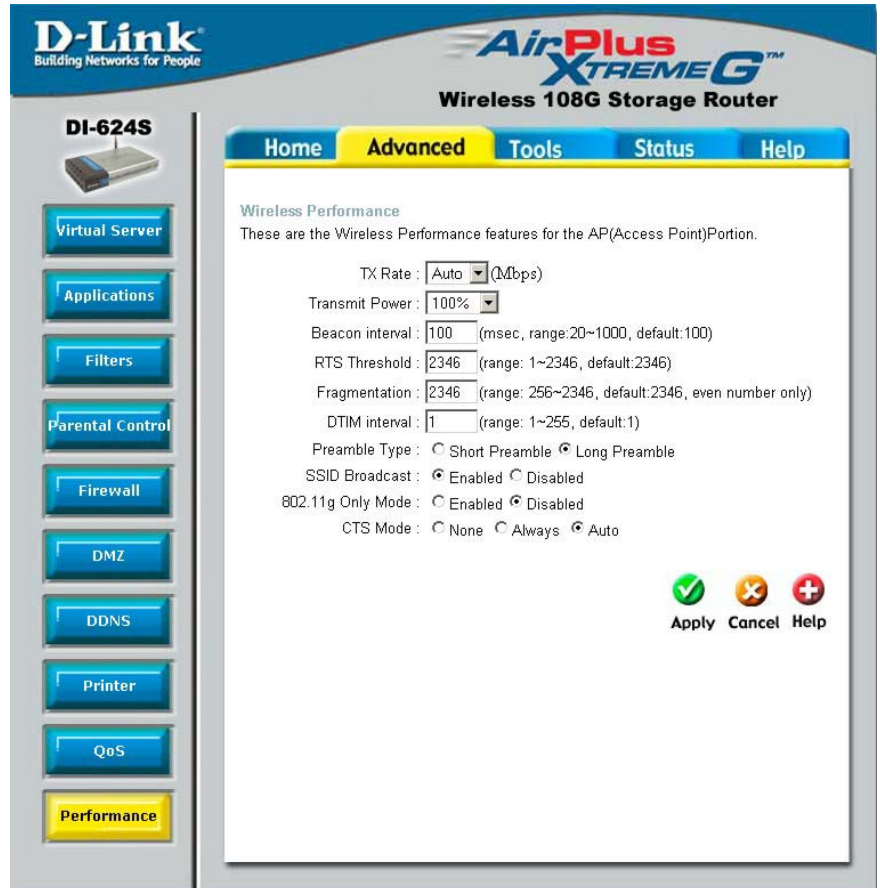 D-Link
Building Networks for People
AirPlus
XTREME G™
Wireless 108G Storage Router
DI-624S
Home Advanced Tools Status Help
Virtual Server
Applications
Filters
Parental Control
Firewall
DMZ
DDNS
Printer
QoS
Performance
Wireless Performance
These are the Wireless Performance features for the AP(Access Point)Portion.
TX Rate : Auto (Mbps)
Transmit Power : 100%
Beacon interval : 100 (msec, range:20~1000, default:100)
RTS Threshold : 2346 (range: 1~2346, default:2346)
Fragmentation : 2346 (range: 256~2346, default:2346, even number only)
DTIM interval : 1 (range: 1~255, default:1)
Preamble Type : Short Preamble Long Preamble
SSID Broadcast : Enabled Disabled
802.11g Only Mode : Enabled Disabled
CTS Mode : None Always Auto
Apply Cancel Help